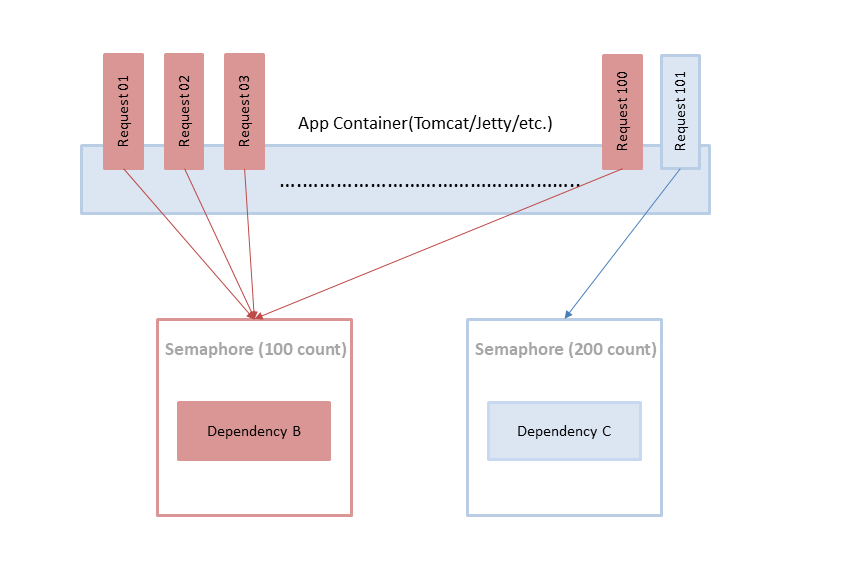 Request 01
Request 02
Request 03
Request 100
Request 101
App Container(Tomcat/Jetty/etc.)
………………………………………………..
Semaphore (100 count)
Semaphore (200 count)
Dependency B
Dependency C